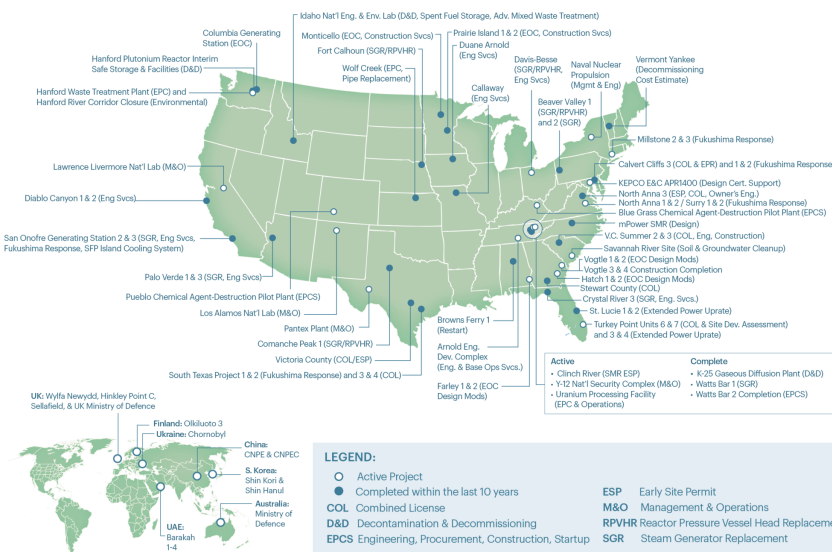 Idaho Nat'l Eng. & Env. Lab (D&D, Spent Fuel Storage, Adv. Mixed Waste Treatment)
Columbia Generating
Station (EOC)
Monticello (EOC, Construction Svcs)
Prairie Island 1 & 2 (EOC, Construction Svcs)
Fort Calhoun (SGR/RPVHR)
Duane Arnold
(Eng Svcs)
Hanford Plutonium Reactor Interim
Safe Storage & Facilities (D&D)
Wolf Creek (EPC,
Pipe Replacement)
Davis-Besse
(SGR/RPVHR,
Eng Svcs)
Naval Nuclear
Propulsion
(Mgmt & Eng)
Vermont Yankee
(Decommissioning
Cost Estimate)
Hanford Waste Treatment Plant (EPC) and
Hanford River Corridor Closure (Environmental)
Callaway
(Eng Svcs)
Beaver Valley 1
(SGR/RPVHR)
and 2 (SGR)
Millstone 2 & 3 (Fukushima Response)
Lawrence Livermore Nat'l Lab (M&O)
Calvert Cliffs 3 (COL & EPR) and 1 & 2 (Fukushima Response
KEPCO E&C APR1400 (Design Cert. Support)
Diablo Canyon 1 & 2 (Eng Svcs)
North Anna 3 (ESP, COL, Owner's Eng.)
North Anna 1 & 2 / Surry 1 & 2 (Fukushima Response)
Blue Grass Chemical Agent-Destruction Pilot Plant (EPCS)
mPower SMR (Design)
San Onofre Generating Station 2 & 3 (SGR, Eng Svcs,
Fukushima Response, SFP Island Cooling System)
V.C. Summer 2 & 3 (COL, Eng, Construction)
Savannah River Site (Soil & Groundwater Cleanup)
Vogtle 1 & 2 (EOC Design Mods)
Vogtle 3 & 4 Construction Completion
Palo Verde 1 & 3 (SGR, Eng Svcs)
Hatch 1 & 2 (EOC Design Mods)
Stewart County (COL)
Pueblo Chemical Agent-Destruction Pilot Plant (EPCS)
Crystal River 3 (SGR, Eng. Svcs.)
Los Alamos Nat'l Lab (M&O)
St. Lucie 1 & 2 (Extended Power Uprate)
Pantex Plant (M&O)
Browns Ferry 1
(Restart)
Turkey Point Units 6 & 7 (COL & Site Dev. Assessment)
and 3 & 4 (Extended Power Uprate)
Comanche Peak 1 (SGR/RPVHR)
Arnold Eng.
Dev. Complex
(Eng. & Base Ops Svcs.)
Victoria County (COL/ESP)
South Texas Project 1 & 2 (Fukushima Response) and 3 & 4 (COL)
Farley 1 & 2 (EOC
Design Mods)
Active
• Clinch River (SMR ESP)
• Y-12 Nat'l Security Complex (M&O)
• Uranium Processing Facility
(EPC & Operations)
Complete
• K-25 Gaseous Diffusion Plant (D&D)
• Watts Bar 1 (SGR)
• Watts Bar 2 Completion (EPCS)
UK: Wylfa Newydd, Hinkley Point C,
Sellafield, & UK Ministry of Defence
Finland: Olkiluoto 3
Ukraine: Chornobyl
China:
CNPE & CNPEC
S. Korea:
Shin Kori &
Shin Hanul
Australia:
Ministry of
Defence
UAE:
Barakah
1-4
LEGEND:
Active Project
Completed within the last 10 years
COL Combined License
D&D Decontamination & Decommissioning
EPCS Engineering, Procurement, Construction, Startup
ESP Early Site Permit
M&O Management & Operations
RPVHR Reactor Pressure Vessel Head Replaceme
SGR Steam Generator Replacement